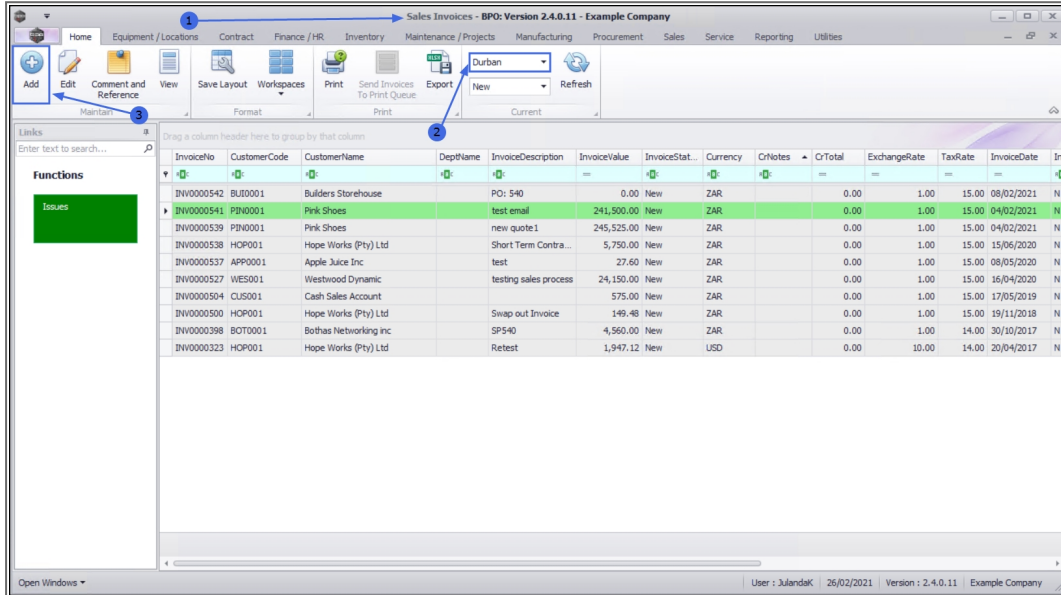 Sales Invoices - BPO: Version 2.4.0.11 - Example Company
1
Home Equipment / Locations Contract Finance / HR Inventory Maintenance / Projects Manufacturing Procurement Sales Service Reporting Utilities
Add Edit Comment and Reference View Save Layout Workspaces Print Send Invoices To Print Queue Export Durban New Refresh
Maintain Format Print Current
3 2
Links
Enter text to search...
Functions
Issues
Drag a column header here to group by that column
InvoiceNo CustomerCode CustomerName DeptName InvoiceDescription InvoiceValue InvoiceStat... Currency CrNotes CrTotal ExchangeRate TaxRate InvoiceDate
INV0000542 BUI0001 Builders Storehouse PO: 540 0.00 New ZAR 0.00 1.00 15.00 08/02/2021 N
INV0000541 PIN0001 Pink Shoes test email 241,500.00 New ZAR 0.00 1.00 15.00 04/02/2021 N
INV0000539 PIN0001 Pink Shoes new quote1 245,525.00 New ZAR 0.00 1.00 15.00 04/02/2021 N
INV0000538 HOP001 Hope Works (Pty) Ltd Short Term Contra... 5,750.00 New ZAR 0.00 1.00 15.00 15/06/2020 N
INV0000537 APP0001 Apple Juice Inc test 27.60 New ZAR 0.00 1.00 15.00 08/05/2020 N
INV0000527 WES001 Westwood Dynamic testing sales process 24,150.00 New ZAR 0.00 1.00 15.00 16/04/2020 N
INV0000504 CUS001 Cash Sales Account 575.00 New ZAR 0.00 1.00 15.00 17/05/2019 N
INV0000500 HOP001 Hope Works (Pty) Ltd Swap out Invoice 149.48 New ZAR 0.00 1.00 15.00 19/11/2018 N
INV0000398 BOT0001 Bothas Networking inc SP540 4,560.00 New ZAR 0.00 1.00 14.00 30/10/2017 N
INV0000323 HOP001 Hope Works (Pty) Ltd Retest 1,947.12 New USD 0.00 10.00 14.00 20/04/2017 N
Open Windows User : JulandaK 26/02/2021 Version : 2.4.0.11 Example Company